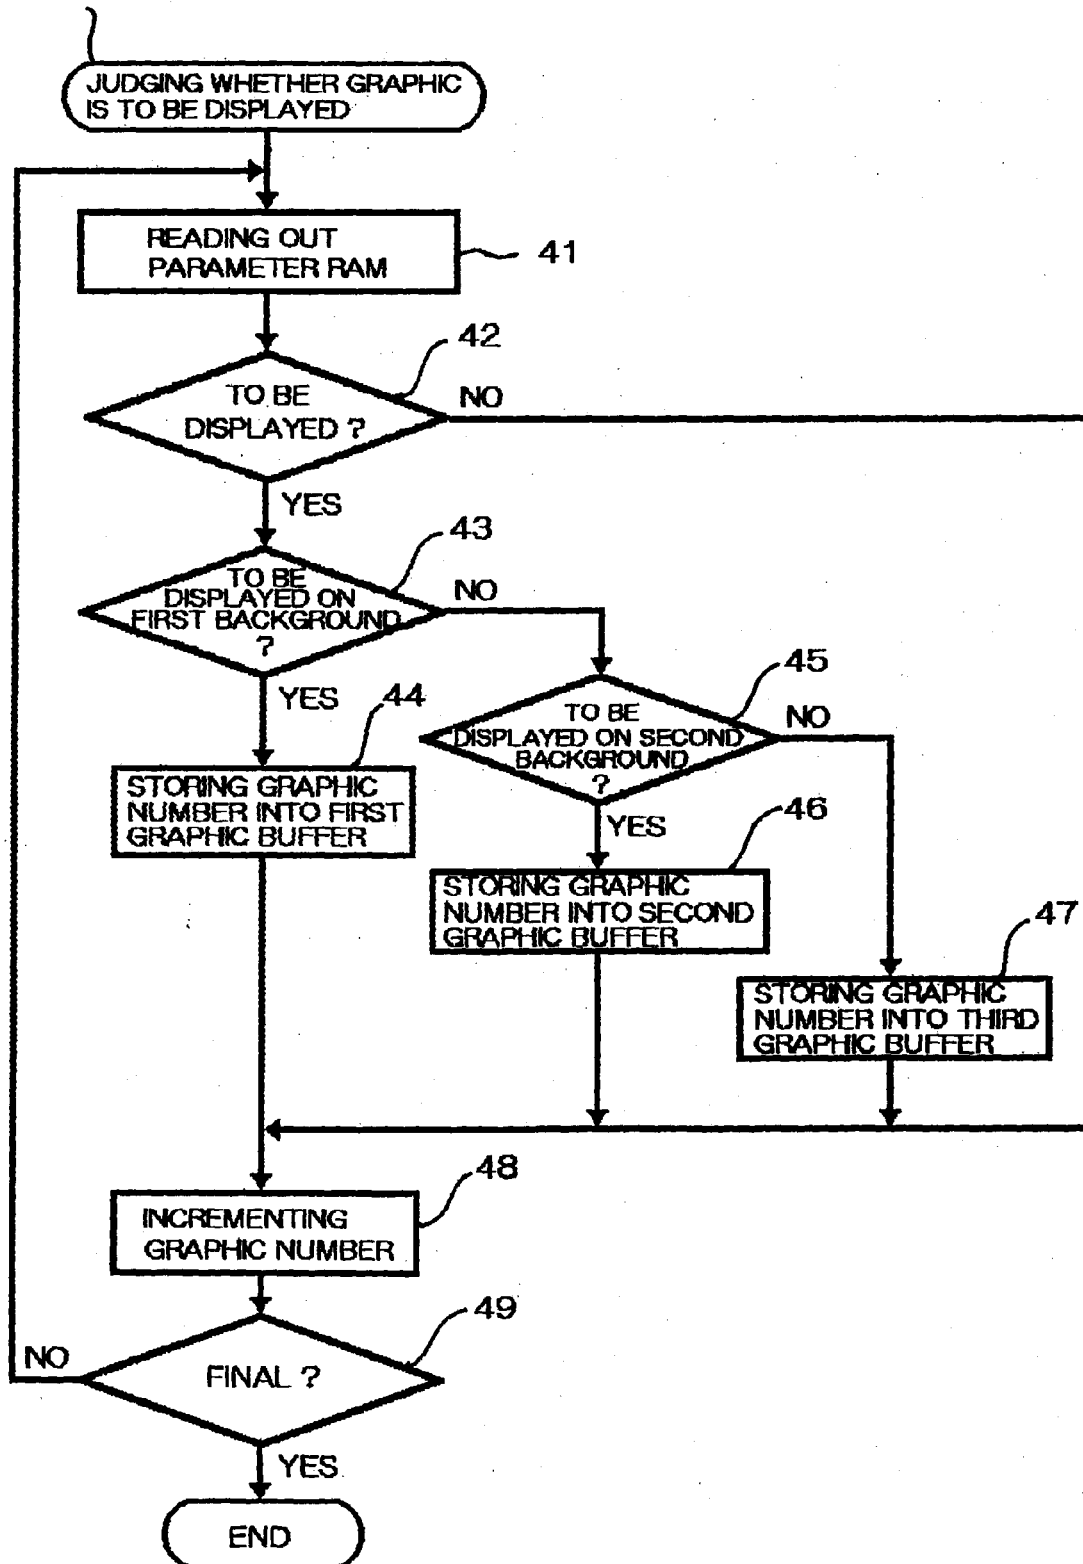 JUDGING WHETHER GRAPHIC
IS TO BE DISPLAYED
READING OUT
PARAMETER RAM
41
42
TO BE
DISPLAYED ?
NO
YES
43
TO BE
DISPLAYED ON
FIRST BACKGROUND
?
NO
YES
44
45
TO BE
DISPLAYED ON SECOND
BACKGROUND
?
NO
YES
STORING GRAPHIC
NUMBER INTO FIRST
GRAPHIC BUFFER
46
STORING GRAPHIC
NUMBER INTO SECOND
GRAPHIC BUFFER
47
STORING GRAPHIC
NUMBER INTO THIRD
GRAPHIC BUFFER
48
INCREMENTING
GRAPHIC NUMBER
49
FINAL ?
NO
YES
END